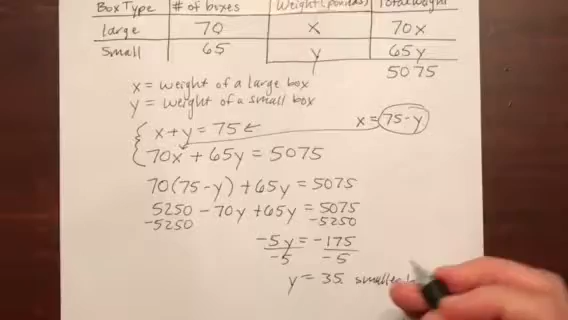 Box Type # of boxes Weight (pounds) Total Weight
Large 70 x 70x
Small 65 y 65y
5075
x = weight of a large box
y = weight of a small box
x + y = 75 x = 75 - y
70x + 65y = 5075
70(75 - y) + 65y = 5075
5250 - 70y + 65y = 5075
-5250 -5250
-5y = -175
-5 -5
y = 35